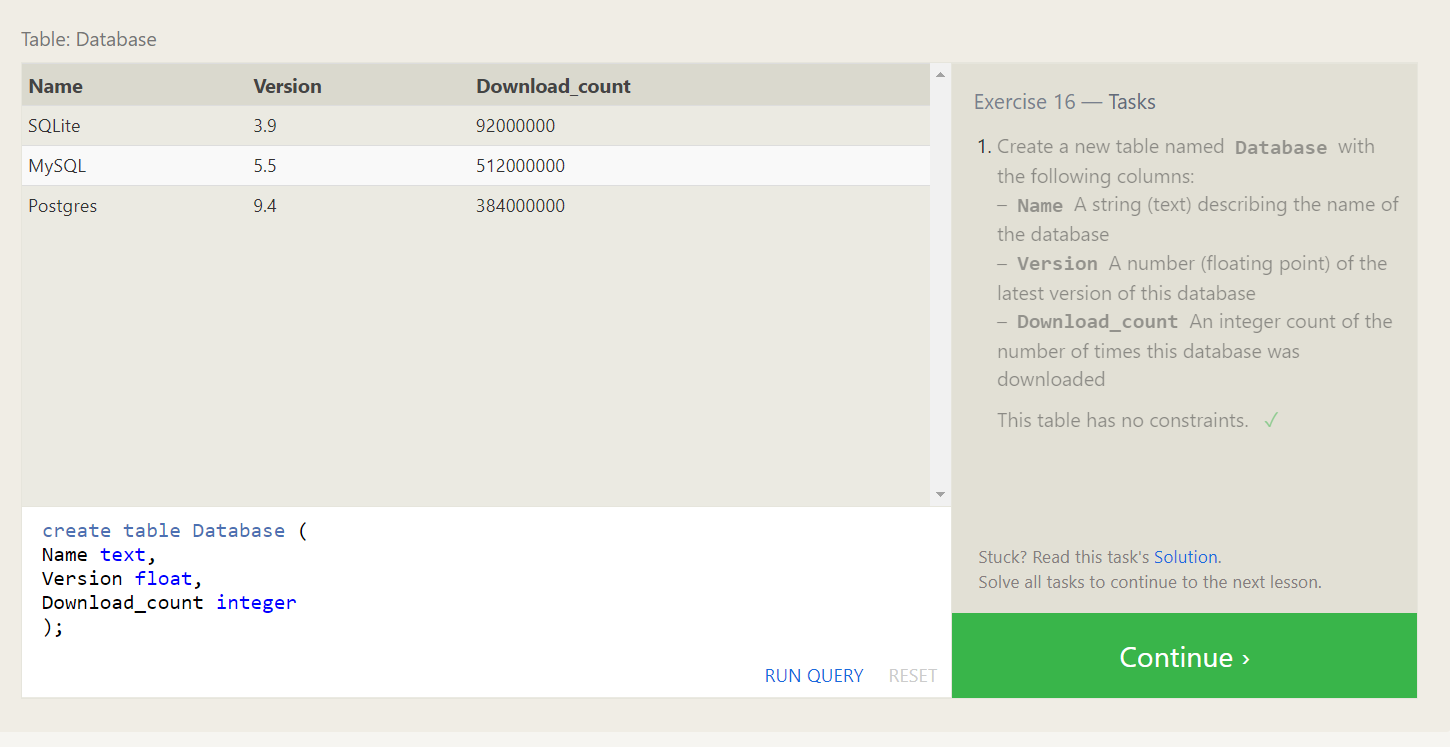 Table: Database
Name Version Download_count
SQLite 3.9 92000000
MySQL 5.5 512000000
Postgres 9.4 384000000
create table Database (
Name text,
Version float,
Download_count integer
);
RUN QUERY RESET
Exercise 16 — Tasks
1. Create a new table named Database with
the following columns:
– Name A string (text) describing the name of
the database
– Version A number (floating point) of the
latest version of this database
– Download_count An integer count of the
number of times this database was
downloaded
This table has no constraints. ✓
Stuck? Read this task's Solution.
Solve all tasks to continue to the next lesson.
Continue ›